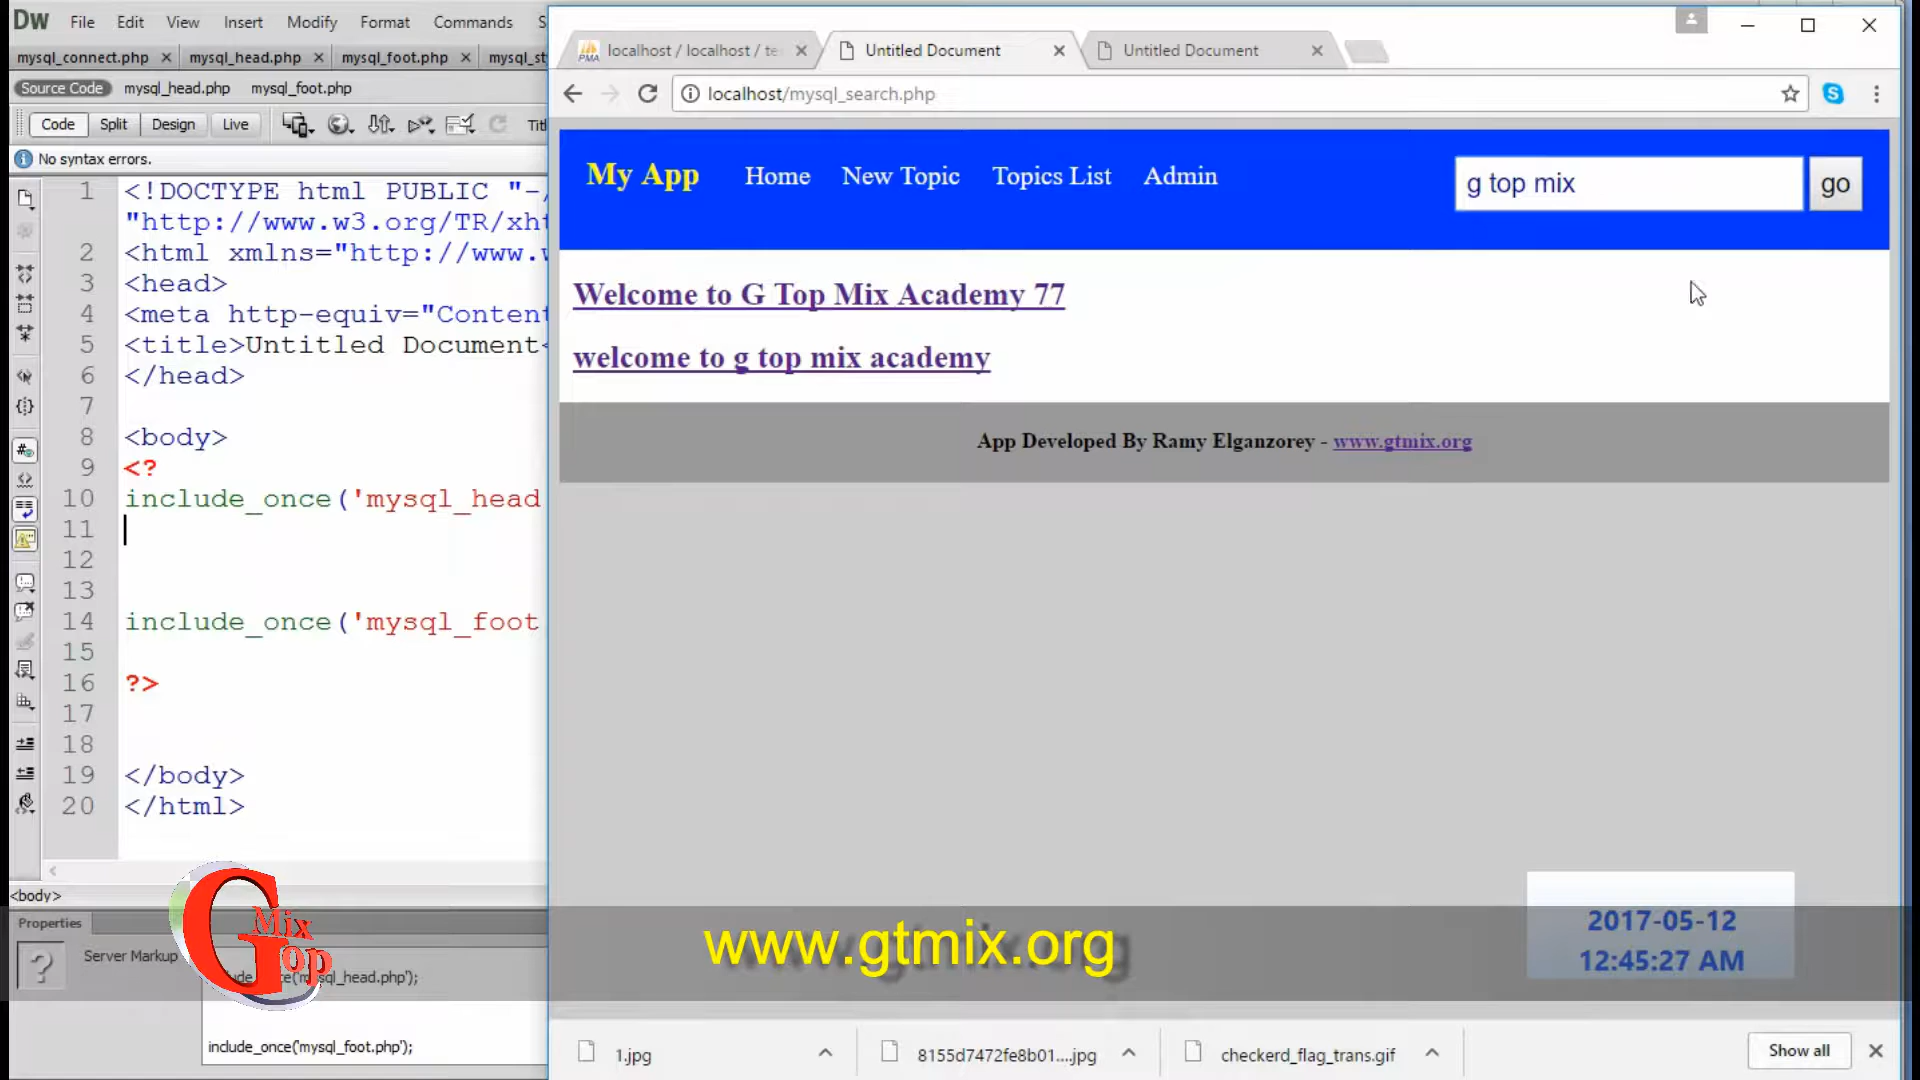 Dw File Edit View Insert Modify Format Commands S
mysql_connect.php × mysql_head.php × mysql_foot.php × mysql_st
Source Code mysql_head.php mysql_foot.php
Code Split Design Live Titl
No syntax errors.
1 <!DOCTYPE html PUBLIC "-/
"http://www.w3.org/TR/xht
2 <html xmlns="http://www.w
3 <head>
4 <meta http-equiv="Content
5 <title>Untitled Document<
6 </head>
7
8 <body>
9 <?
10 include_once('mysql_head
11
12
13
14 include_once('mysql_foot
15
16 ?>
17
18
19 </body>
20 </html>
<body>
Properties
Server Markup
include_once('mysql_foot.php');
G Mix Top
localhost / localhost / te
Untitled Document
Untitled Document
localhost/mysql_search.php
My App Home New Topic Topics List Admin g top mix go
Welcome to G Top Mix Academy 77
welcome to g top mix academy
App Developed By Ramy Elganzorey - www.gtmix.org
www.gtmix.org
2017-05-12
12:45:27 AM
1.jpg 8155d7472fe8b01....jpg checkerd_flag_trans.gif Show all